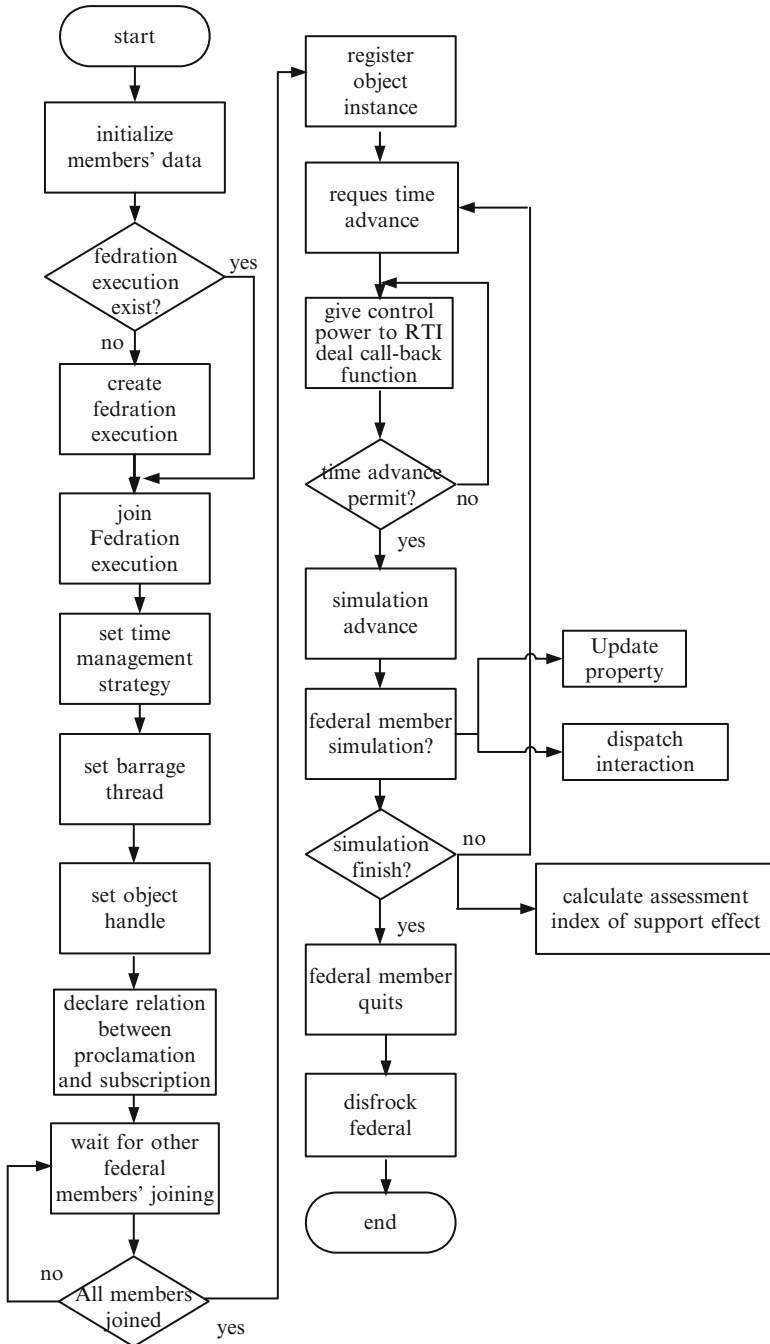 start
initialize
members' data
fedration
execution
exist?
yes
no
create
fedration
execution
join
Fedration
execution
set time
management
strategy
set barrage
thread
set object
handle
declare relation
between
proclamation
and subscription
wait for other
federal
members' joining
no
All members
joined
yes
register
object
instance
reques time
advance
give control
power to RTI
deal call-back
function
time advance
permit?
no
yes
simulation
advance
federal member
simulation?
Update
property
dispatch
interaction
simulation
finish?
no
calculate assessment
index of support effect
yes
federal member
quits
disfrock
federal
end